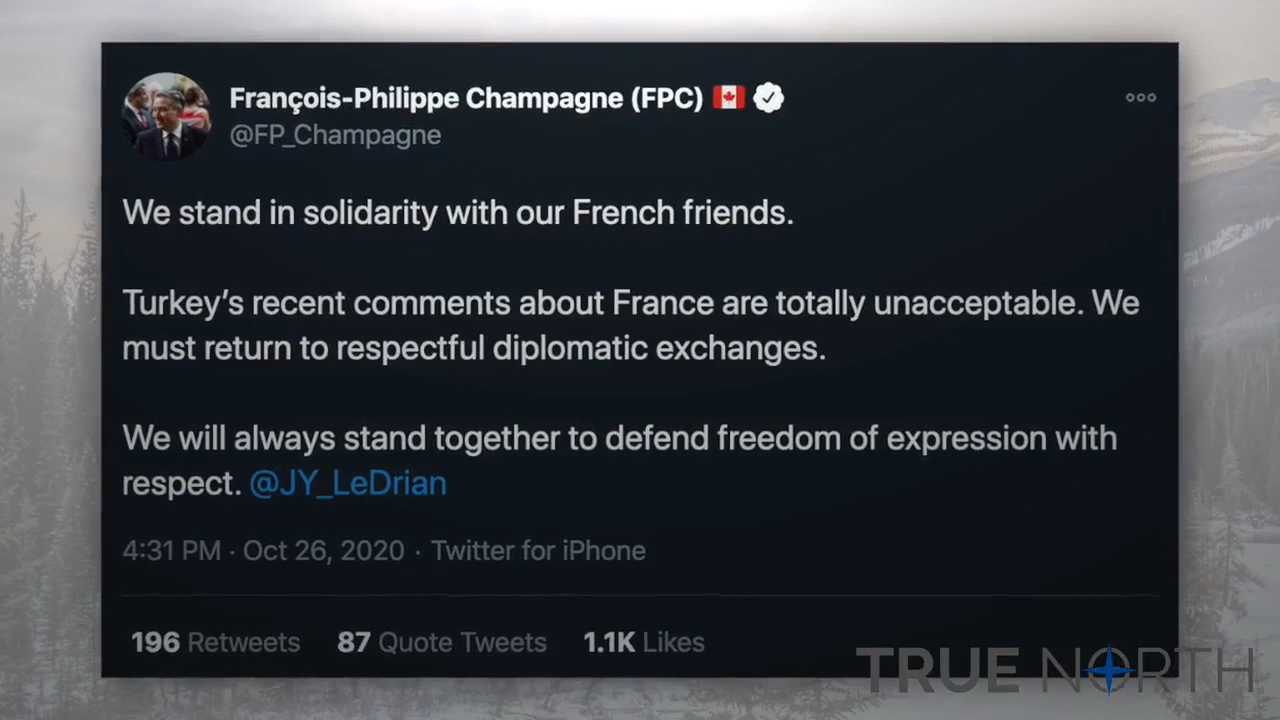 François-Philippe Champagne (FPC) 🇨🇦
@FP_Champagne
We stand in solidarity with our French friends.
Turkey’s recent comments about France are totally unacceptable. We
must return to respectful diplomatic exchanges.
We will always stand together to defend freedom of expression with
respect. @JY_LeDrian
4:31 PM · Oct 26, 2020 · Twitter for iPhone
196 Retweets 87 Quote Tweets 1.1K Likes
TRUE NORTH